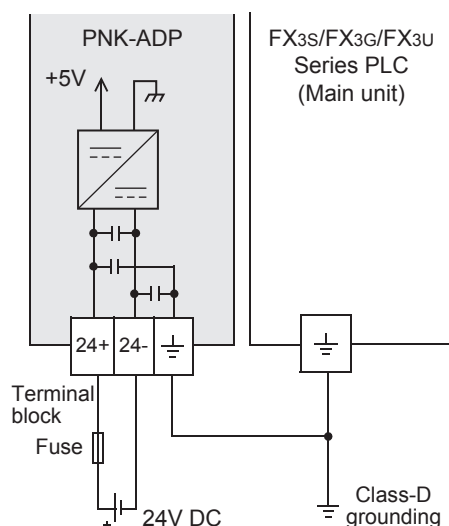 PNK-ADP
FX3S/FX3G/FX3U
Series PLC
(Main unit)
+5V
24+
24-
Terminal
block
Fuse
+
24V DC
Class-D
grounding